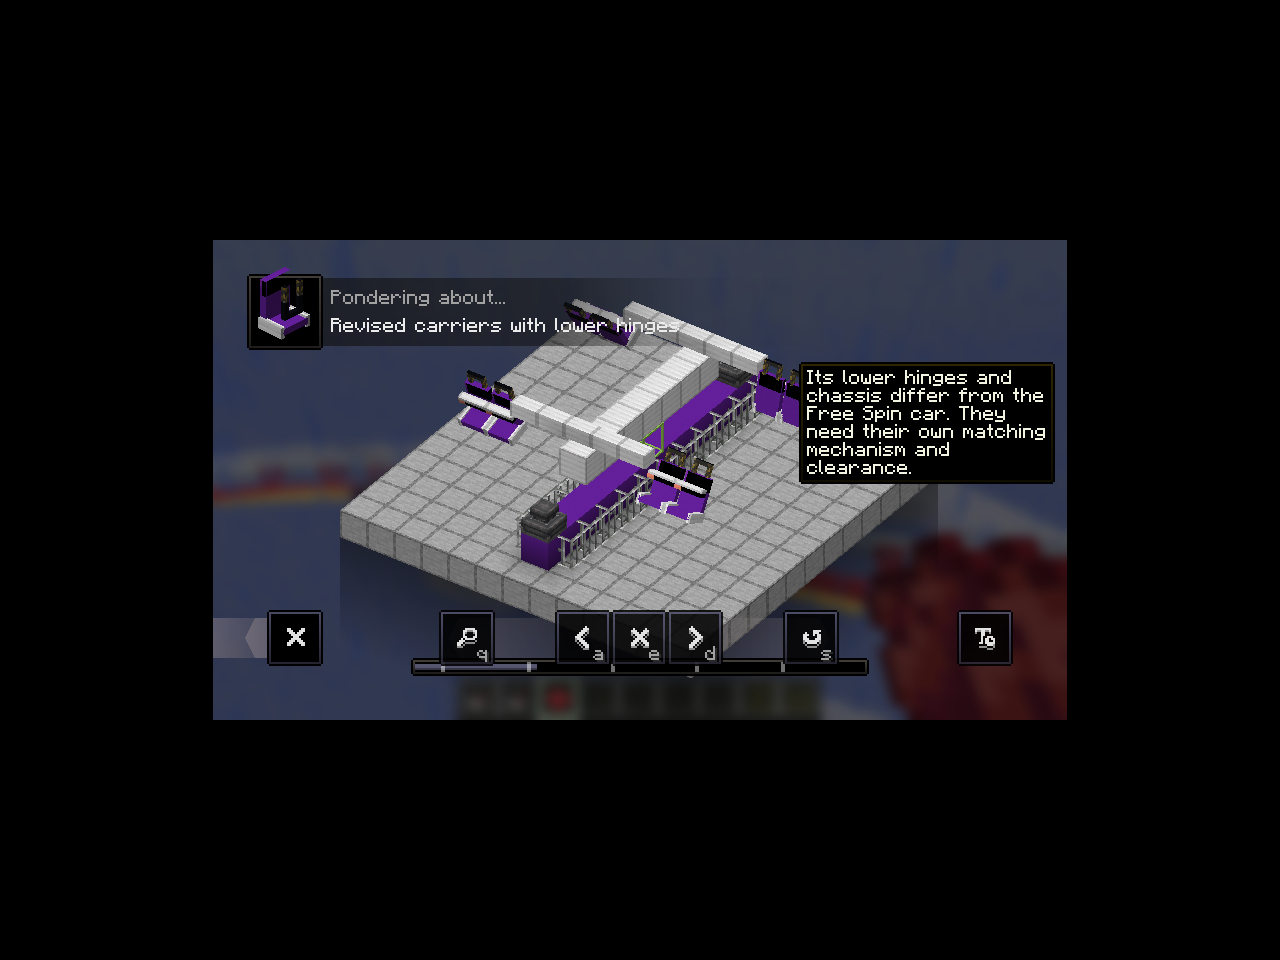 Pondering about...
Revised carriers with lower hinges
Its lower hinges and
chassis differ from the
Free Spin car. They
need their own matching
mechanism and
clearance.
q
a
e
d
s
T